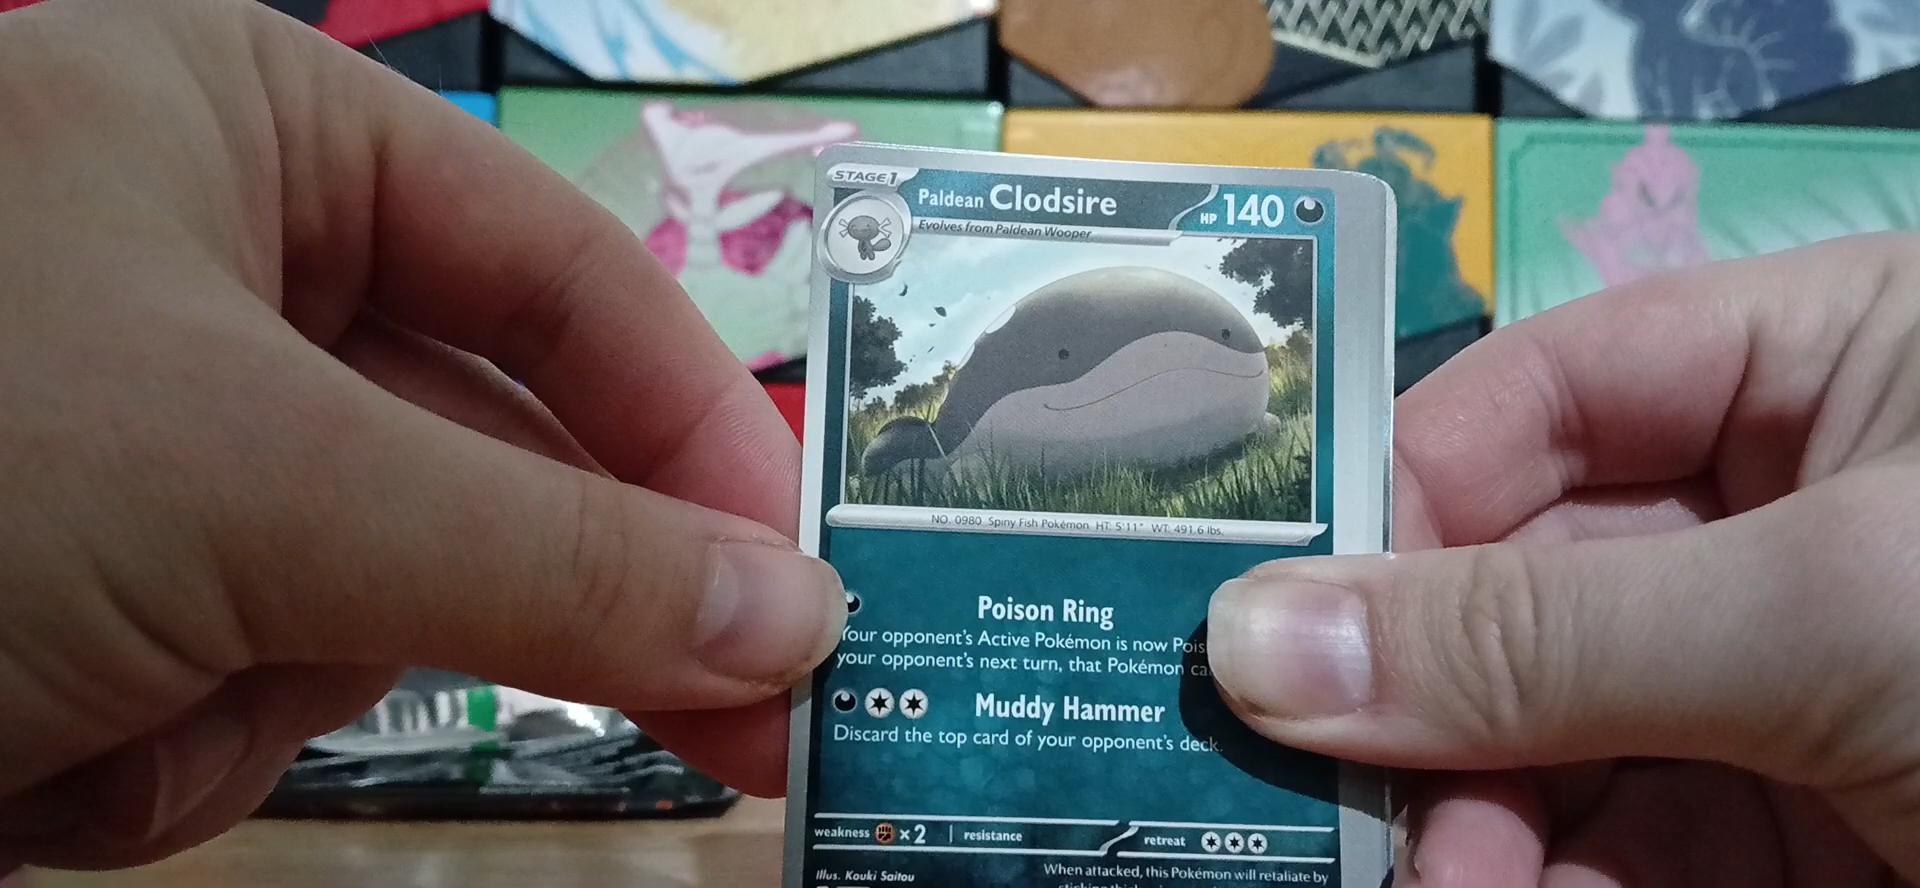 STAGE 1
Paldean Clodsire
HP 140
Evolves from Paldean Wooper
NO. 0980 Spiny Fish Pokémon HT: 5'11" WT: 491.6 lbs.
Poison Ring
Your opponent's Active Pokémon is now
your opponent's next turn, that Pokémon
Muddy Hammer
Discard the top card of your opponent's deck.
weakness x2 resistance retreat
Illus. Kouki Saitou
When attacked, this Pokémon will retaliate by